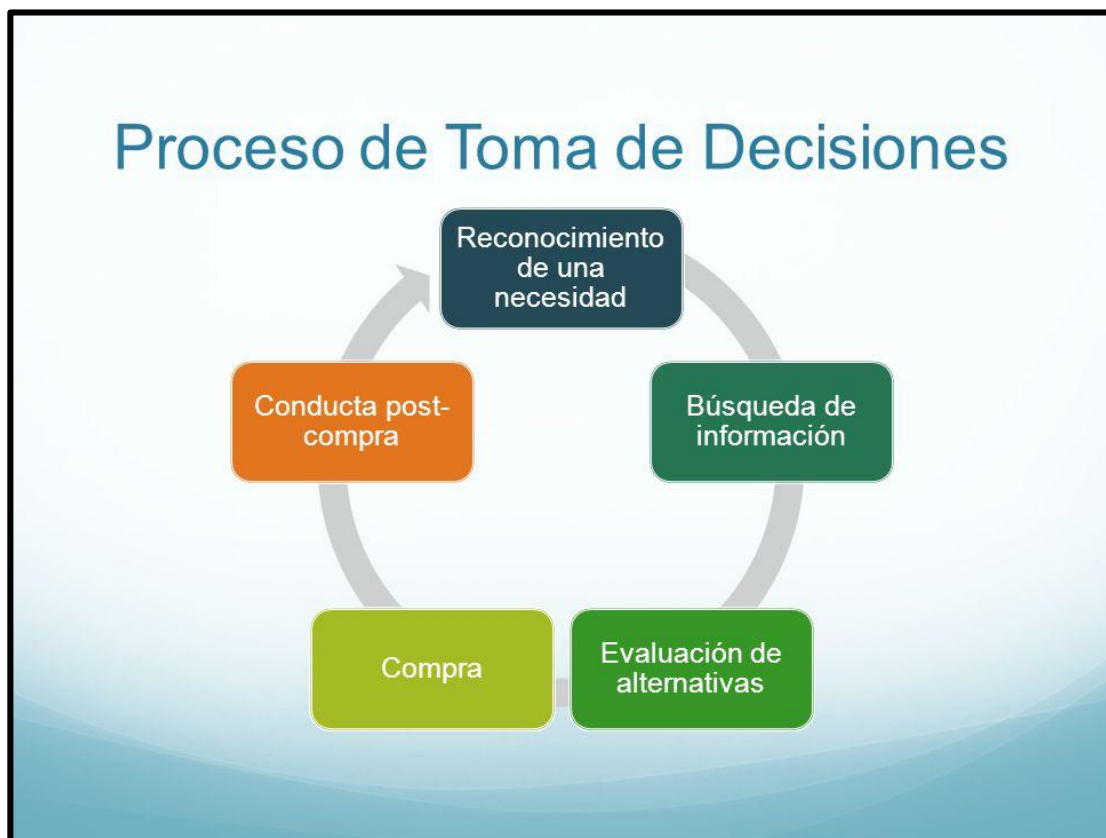 Proceso de Toma de Decisiones
Reconocimiento
de una
necesidad
Búsqueda de
información
Evaluación de
alternativas
Compra
Conducta post-
compra